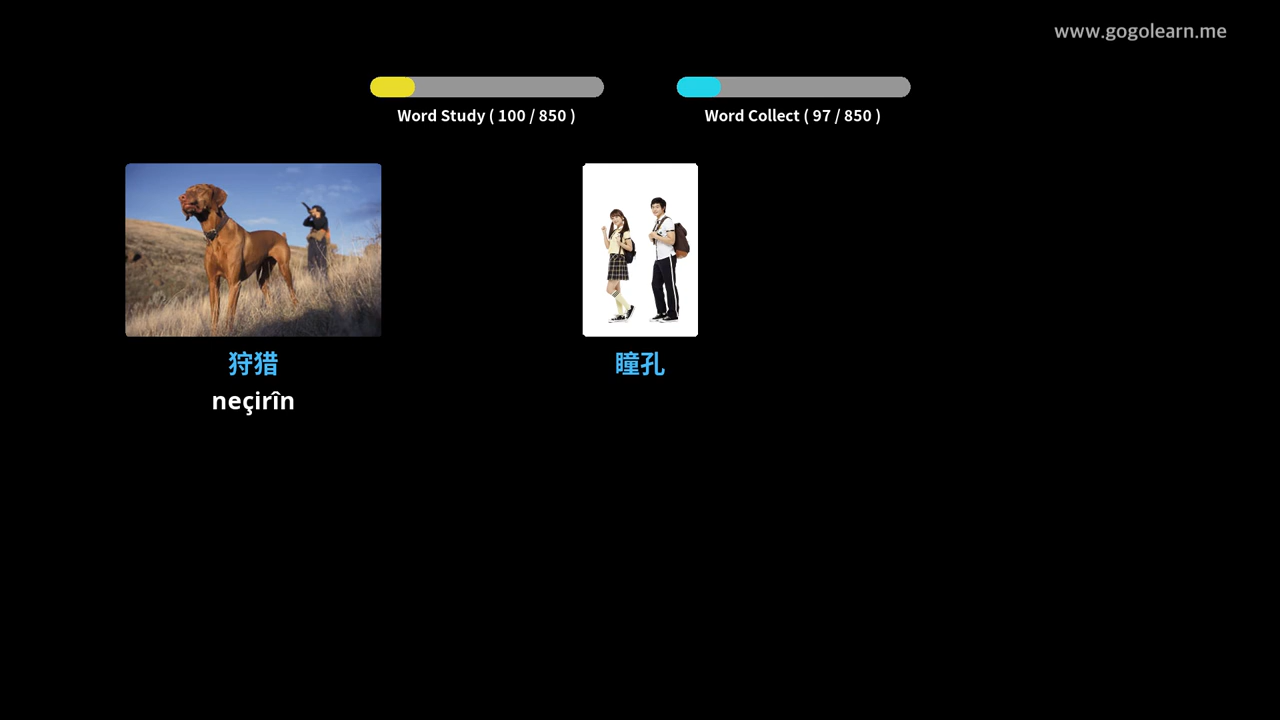 www.gogolearn.me
Word Study ( 100 / 850 )
Word Collect ( 97 / 850 )
狩猎
neçirîn
瞳孔